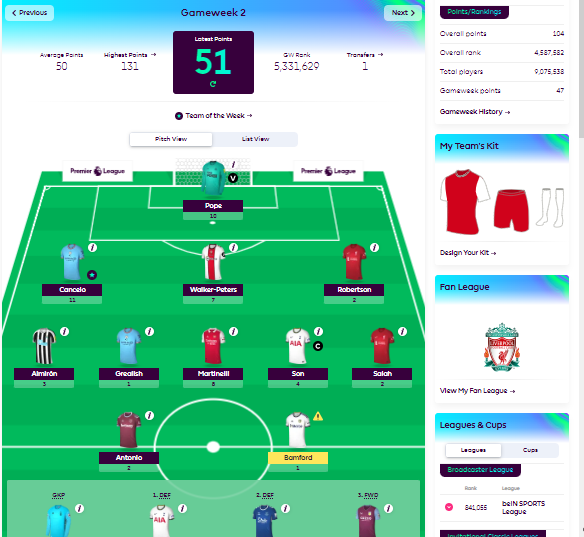 Previous
Gameweek 2
Next
Average Points
50
Highest Points →
131
Latest Points
51
GW Rank
5,331,629
Transfers →
1
Team of the Week →
Pitch View
List View
Premier League
Premier League
V
Pope
10
Cancelo
11
Walker-Peters
7
Robertson
2
C
Almirón
3
Grealish
1
Martinelli
8
Son
4
Salah
2
Antonio
2
Bamford
1
GKP
1. DEF
2. DEF
3. FWD
Points/Rankings
Overall points 104
Overall rank 4,587,582
Total players 9,075,538
Gameweek points 47
Gameweek History →
My Team's Kit
Design Your Kit →
Fan League
LIVERPOOL
View My Fan League →
Leagues & Cups
Leagues
Cups
Broadcaster League
Rank League
841,055 beIN SPORTS
League
Invitational Classic Leagues